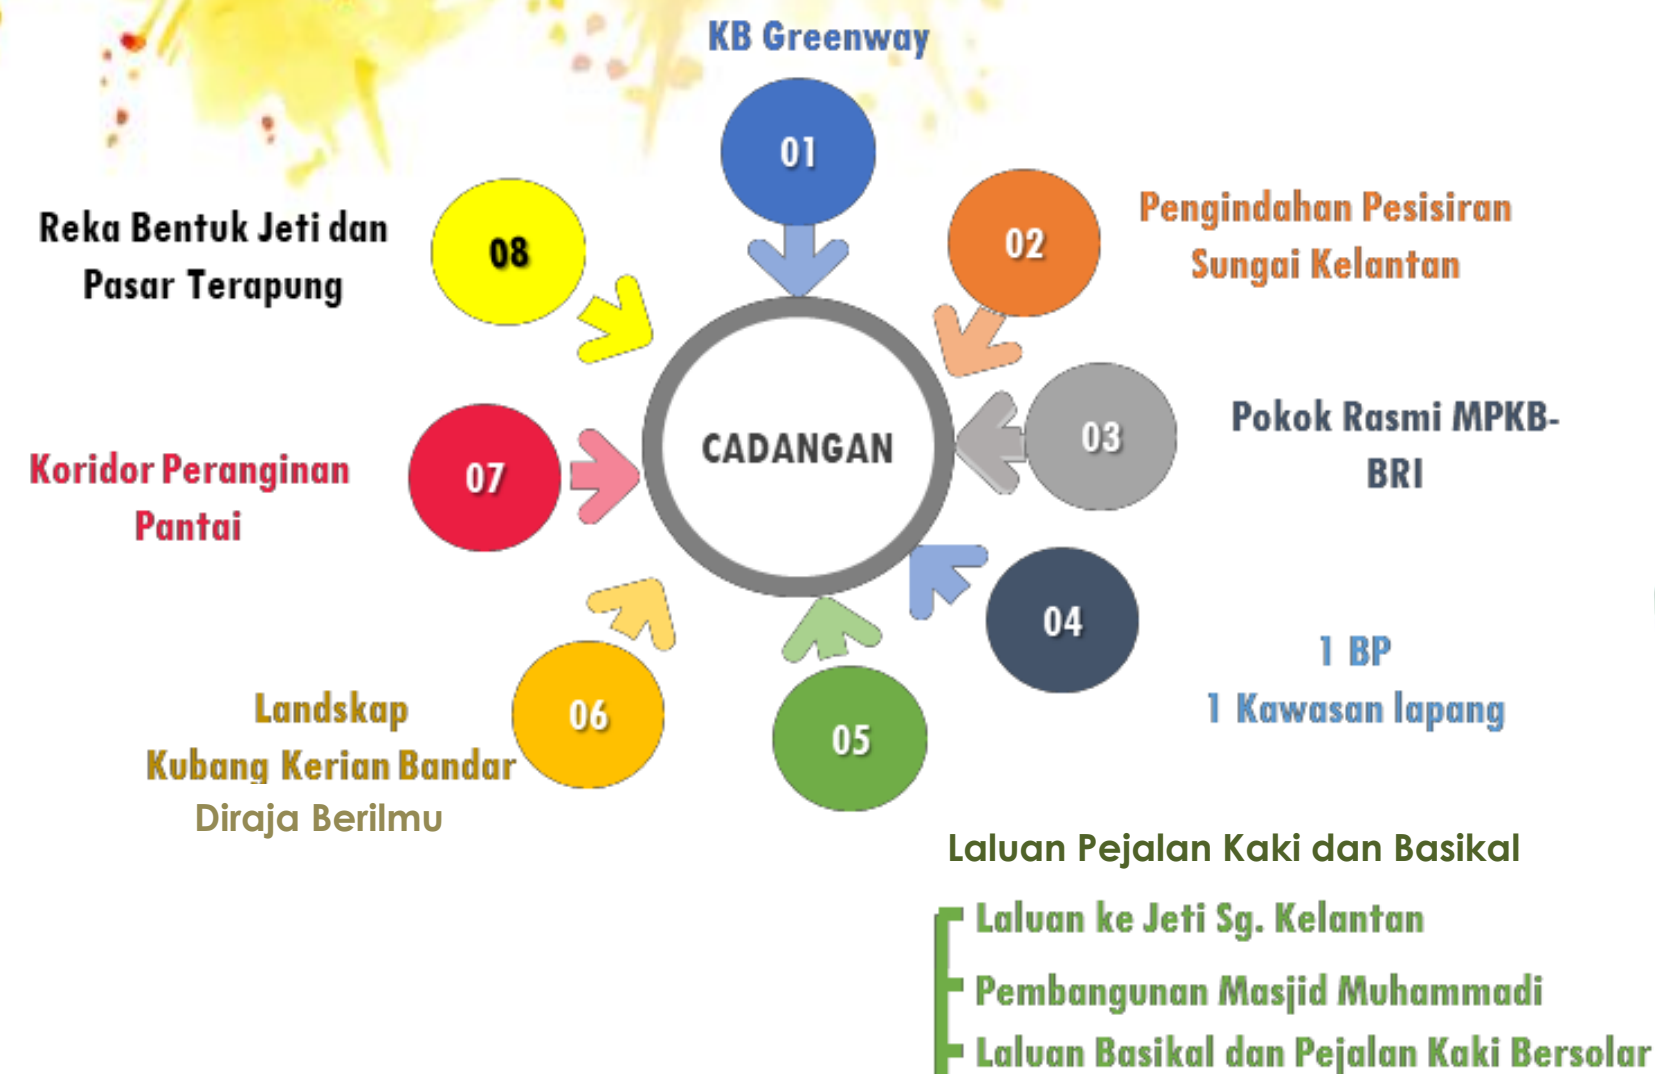 KB Greenway
01
02
Pengindahan Pesisiran
Sungai Kelantan
03
Pokok Rasmi MPKB-
BRI
04
1 BP
1 Kawasan lapang
05
Laluan Pejalan Kaki dan Basikal
Laluan ke Jeti Sg. Kelantan
Pembangunan Masjid Muhammadi
Laluan Basikal dan Pejalan Kaki Bersolar
06
Landskap
Kubang Kerian Bandar
Diraja Berilmu
07
Koridor Peranginan
Pantai
08
Reka Bentuk Jeti dan
Pasar Terapung
CADANGAN